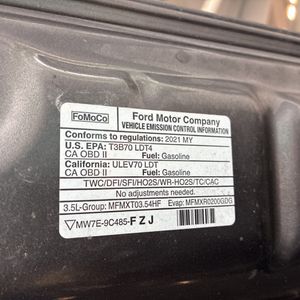 FoMoCo
Ford Motor Company
VEHICLE EMISSION CONTROL INFORMATION
Conforms to regulations: 2021 MY
U.S. EPA: T3B70 LDT4
CA OBD II Fuel: Gasoline
California: ULEV70 LDT
CA OBD II Fuel: Gasoline
TWC/DFI/SFI/HO2S/WR-HO2S/TC/CAC
No adjustments needed.
3.5L-Group: MFMXT03.54HF Evap: MFMXR0200GDG
MW7E-9C485-F Z J